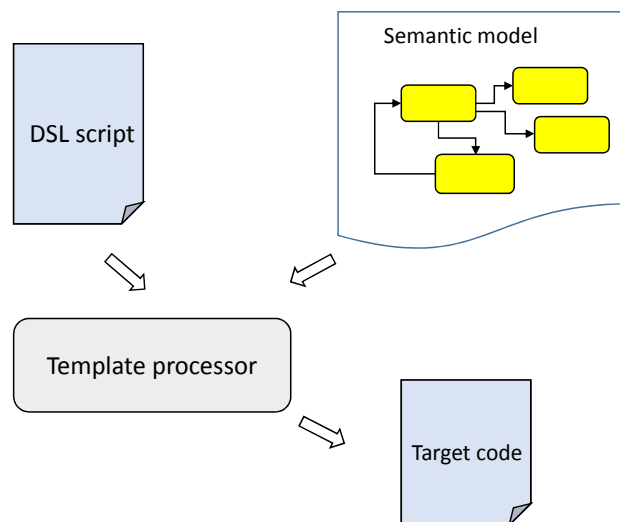 Semantic model
DSL script
Template processor
Target code